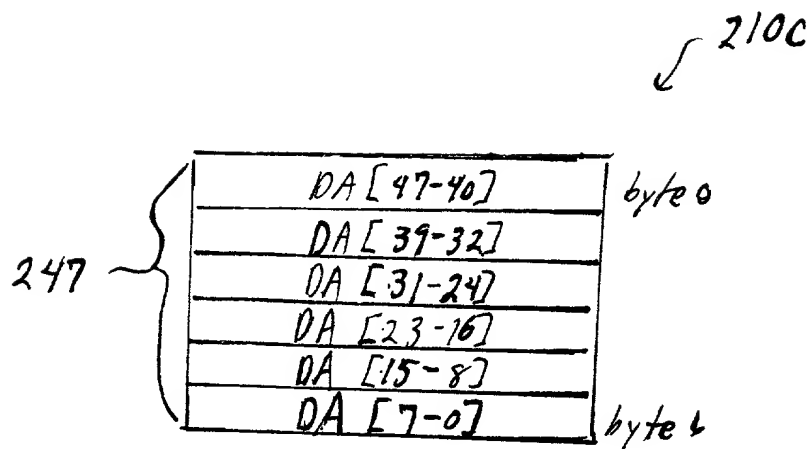 210C
DA [47-40] byte 0
DA [39-32]
DA [31-24]
247
DA [23-16]
DA [15-8]
DA [7-0] byte 6